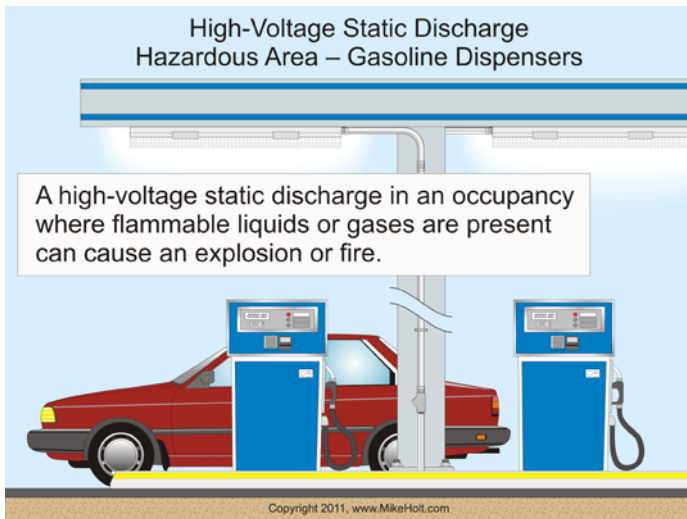 High-Voltage Static Discharge
Hazardous Area – Gasoline Dispensers
A high-voltage static discharge in an occupancy
where flammable liquids or gases are present
can cause an explosion or fire.
Copyright 2011, www.MikeHolt.com